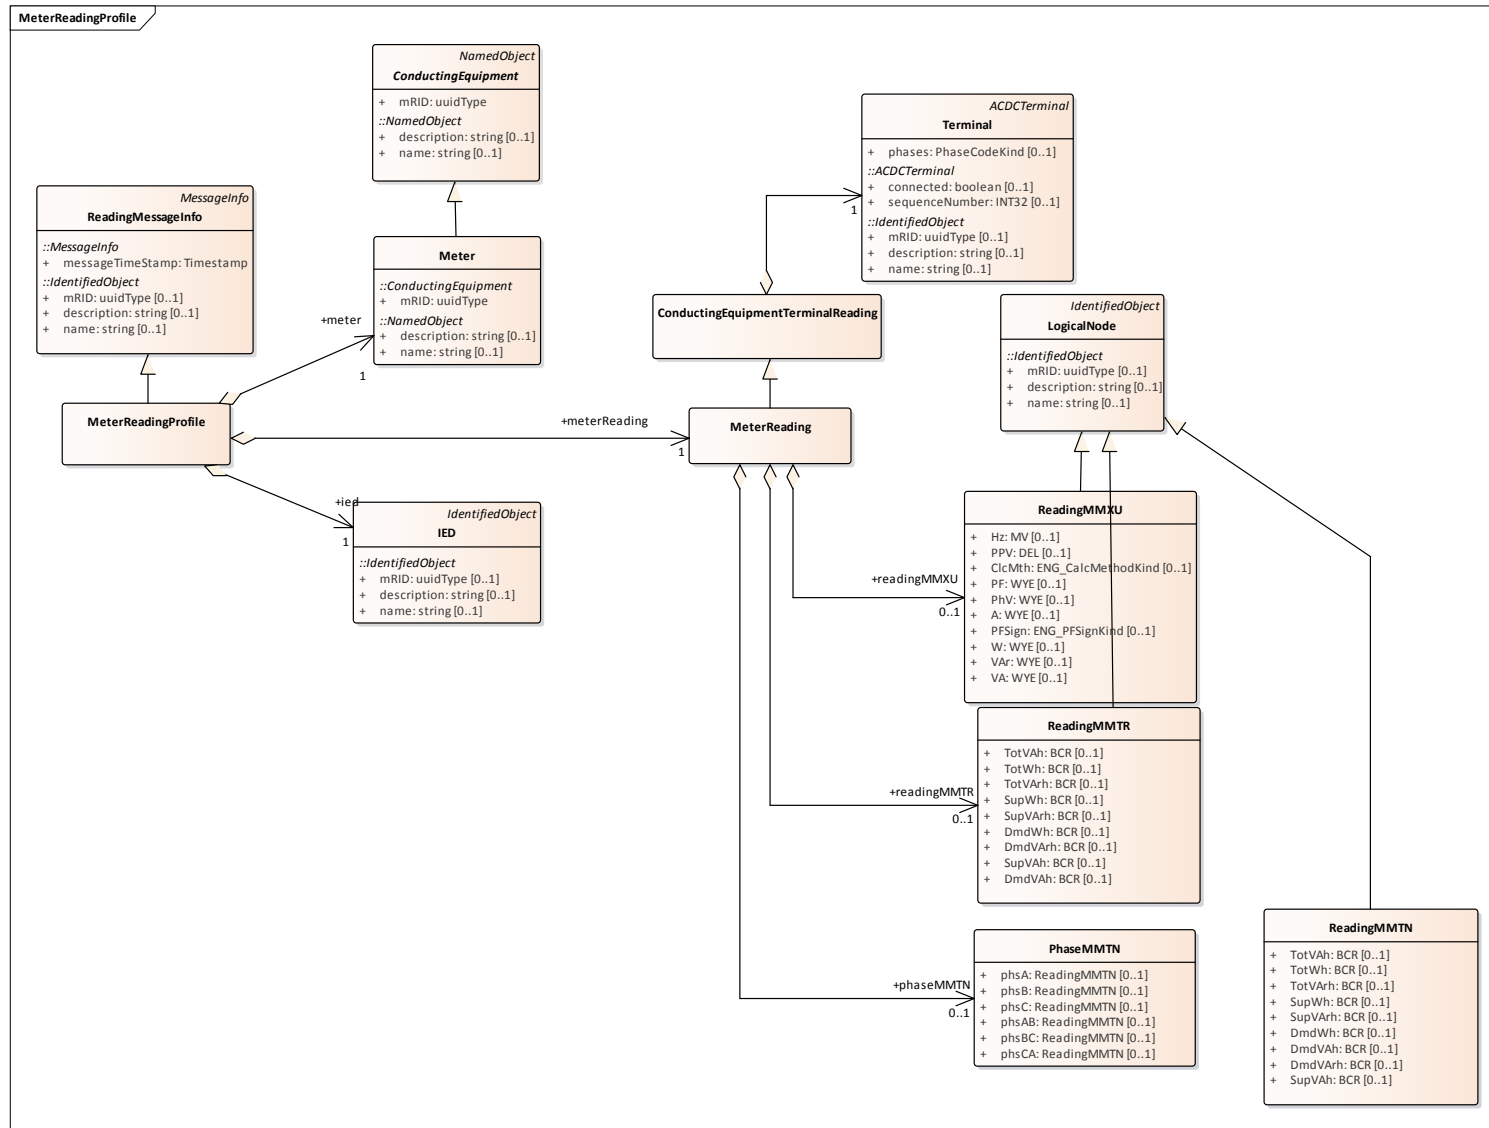 MeterReadingProfile
NamedObject
ConductingEquipment
+ mRID: uuidType
::NamedObject
+ description: string [0..1]
+ name: string [0..1]
ACDCTerminal
Terminal
+ phases: PhaseCodeKind [0..1]
::ACDCTerminal
+ connected: boolean [0..1]
+ sequenceNumber: INT32 [0..1]
::IdentifiedObject
+ mRID: uuidType [0..1]
+ description: string [0..1]
+ name: string [0..1]
1
MessageInfo
ReadingMessageInfo
::MessageInfo
+ messageTimeStamp: Timestamp
::IdentifiedObject
+ mRID: uuidType [0..1]
+ description: string [0..1]
+ name: string [0..1]
Meter
::ConductingEquipment
+ mRID: uuidType
::NamedObject
+ description: string [0..1]
+ name: string [0..1]
+meter
1
ConductingEquipmentTerminalReading
IdentifiedObject
LogicalNode
::IdentifiedObject
+ mRID: uuidType [0..1]
+ description: string [0..1]
+ name: string [0..1]
MeterReadingProfile
+meterReading
1
MeterReading
+ied
1
IdentifiedObject
IED
::IdentifiedObject
+ mRID: uuidType [0..1]
+ description: string [0..1]
+ name: string [0..1]
+readingMMXU
0..1
ReadingMMXU
+ Hz: MV [0..1]
+ PPV: DEL [0..1]
+ ClcMth: ENG_CalcMethodKind [0..1]
+ PF: WYE [0..1]
+ PhV: WYE [0..1]
+ A: WYE [0..1]
+ PFSign: ENG_PFSignKind [0..1]
+ W: WYE [0..1]
+ VAr: WYE [0..1]
+ VA: WYE [0..1]
+readingMMTR
0..1
ReadingMMTR
+ TotVAh: BCR [0..1]
+ TotWh: BCR [0..1]
+ TotVArh: BCR [0..1]
+ SupWh: BCR [0..1]
+ SupVArh: BCR [0..1]
+ DmdWh: BCR [0..1]
+ DmdVArh: BCR [0..1]
+ SupVAh: BCR [0..1]
+ DmdVAh: BCR [0..1]
+phaseMMTN
0..1
PhaseMMTN
+ phsA: ReadingMMTN [0..1]
+ phsB: ReadingMMTN [0..1]
+ phsC: ReadingMMTN [0..1]
+ phsAB: ReadingMMTN [0..1]
+ phsBC: ReadingMMTN [0..1]
+ phsCA: ReadingMMTN [0..1]
ReadingMMTN
+ TotVAh: BCR [0..1]
+ TotWh: BCR [0..1]
+ TotVArh: BCR [0..1]
+ SupWh: BCR [0..1]
+ SupVArh: BCR [0..1]
+ DmdWh: BCR [0..1]
+ DmdVAh: BCR [0..1]
+ DmdVArh: BCR [0..1]
+ SupVAh: BCR [0..1]